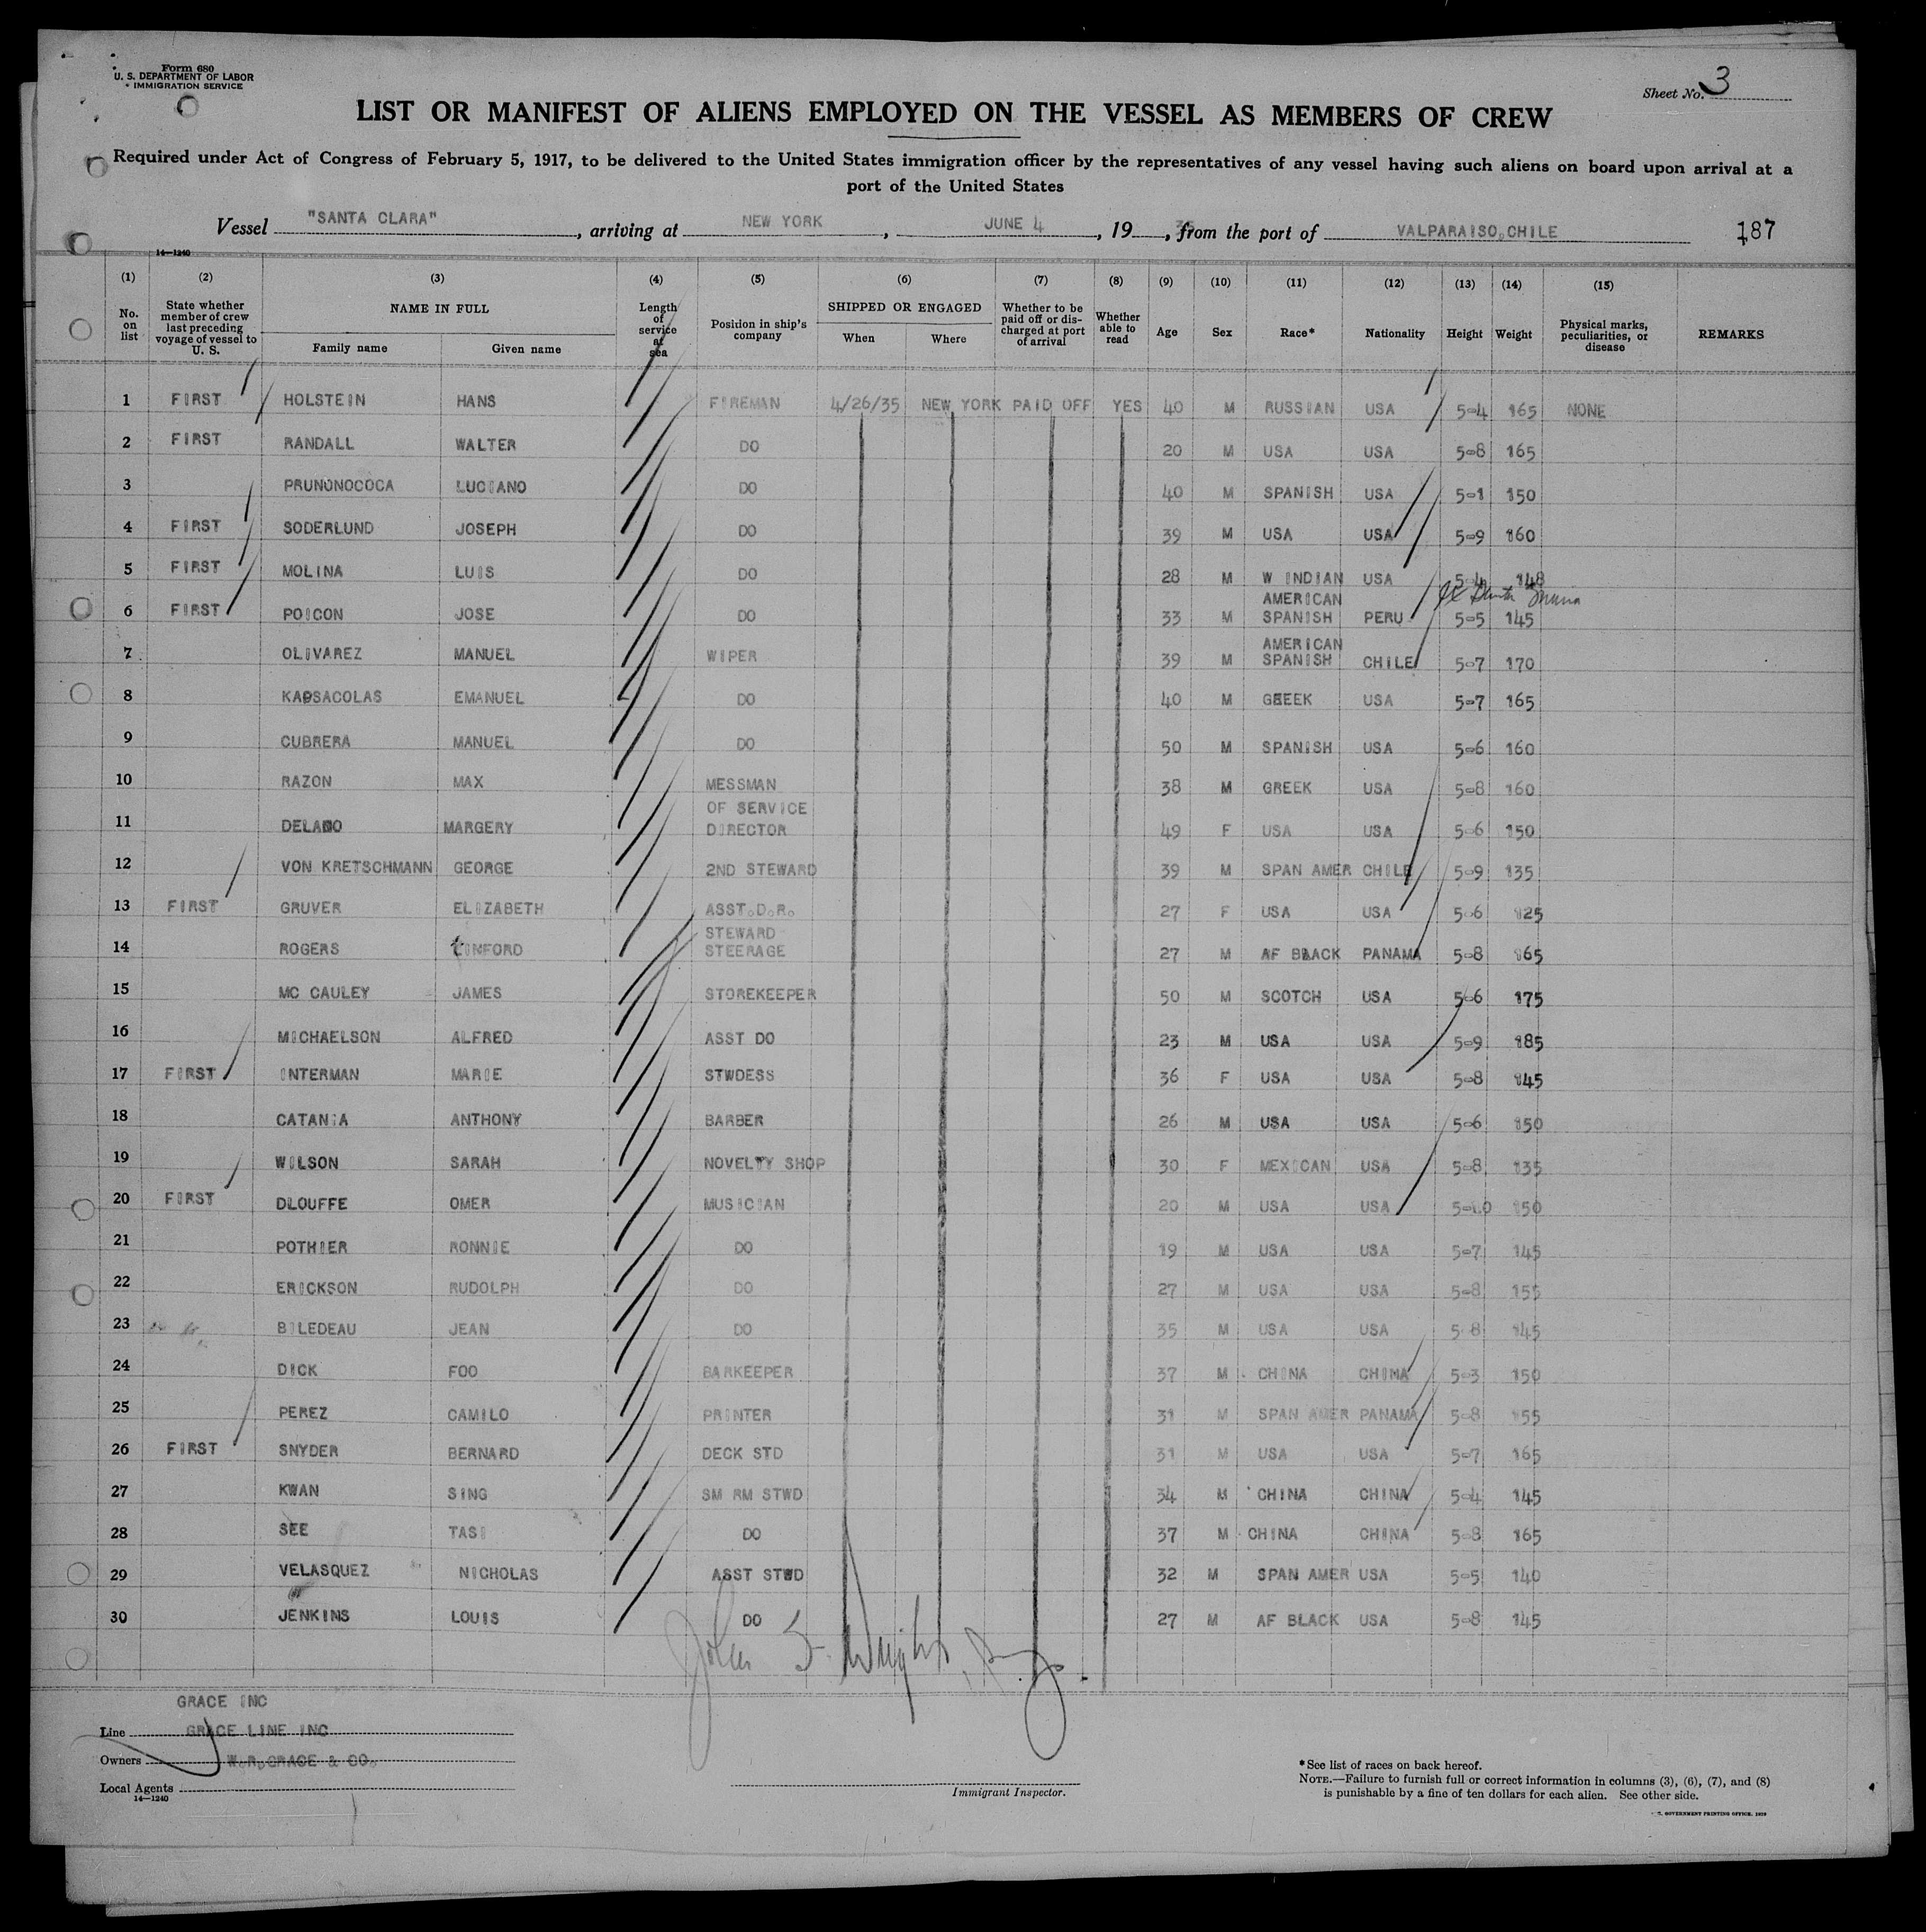 Form 680
U. S. DEPARTMENT OF LABOR
IMMIGRATION SERVICE
Sheet No. 3
LIST OR MANIFEST OF ALIENS EMPLOYED ON THE VESSEL AS MEMBERS OF CREW
Required under Act of Congress of February 5, 1917, to be delivered to the United States immigration officer by the representatives of any vessel having such aliens on board upon arrival at a
port of the United States
Vessel "SANTA CLARA", arriving at NEW YORK, JUNE 4, 1935, from the port of VALPARAISO,CHILE 187
14—1240
(1) (2) (3) (4) (5) (6) (7) (8) (9) (10) (11) (12) (13) (14) (15)
No. on list
State whether member of crew last preceding voyage of vessel to U. S.
NAME IN FULL
Family name
Given name
Length of service at sea
Position in ship's company
SHIPPED OR ENGAGED
When
Where
Whether to be paid off or discharged at port of arrival
Whether able to read
Age
Sex
Race*
Nationality
Height
Weight
Physical marks, peculiarities, or disease
REMARKS
1 FIRST HOLSTEIN HANS FIREMAN 4/26/35 NEW YORK PAID OFF YES 40 M RUSSIAN USA 5-4 165 NONE
2 FIRST RANDALL WALTER DO 20 M USA USA 5-8 165
3 PRUNONOCOCA LUCIANO DO 40 M SPANISH USA 5-1 150
4 FIRST SODERLUND JOSEPH DO 39 M USA USA 5-9 160
5 FIRST MOLINA LUIS DO 28 M W INDIAN USA 5-4 148
6 FIRST POICON JOSE DO 33 M AMERICAN SPANISH PERU 5-5 145
7 OLIVAREZ MANUEL WIPER 39 M AMERICAN SPANISH CHILE 5-7 170
8 KAPSACOLAS EMANUEL DO 40 M GREEK USA 5-7 165
9 CUBRERA MANUEL DO 50 M SPANISH USA 5-6 160
10 RAZON MAX MESSMAN 38 M GREEK USA 5-8 160
11 DELANO MARGERY OF SERVICE DIRECTOR 49 F USA USA 5-6 150
12 VON KRETSCHMANN GEORGE 2ND STEWARD 39 M SPAN AMER CHILE 5-9 135
13 FIRST GRUVER ELIZABETH ASST.D.R. 27 F USA USA 5-6 125
14 ROGERS STEWARD STEERAGE 27 M AF BLACK PANAMA 5-8 165
15 MC CAULEY JAMES STOREKEEPER 50 M SCOTCH USA 5-6 175
16 MICHAELSON ALFRED ASST DO 23 M USA USA 5-9 185
17 FIRST INTERMAN MARIE STWDESS 36 F USA USA 5-8 145
18 CATANIA ANTHONY BARBER 26 M USA USA 5-6 150
19 WILSON SARAH NOVELTY SHOP 30 F MEXICAN USA 5-8 135
20 FIRST DLOUFFE OMER MUSICIAN 20 M USA USA 5-10 150
21 POTHIER RONNIE DO 19 M USA USA 5-7 145
22 ERICKSON RUDOLPH DO 27 M USA USA 5-8 155
23 BILEDEAU JEAN DO 35 M USA USA 5-8 145
24 DICK FOO BARKEEPER 37 M CHINA CHINA 5-3 150
25 PEREZ CAMILO PRINTER 31 M SPAN AMER PANAMA 5-8 155
26 FIRST SNYDER BERNARD DECK STD 31 M USA USA 5-7 165
27 KWAN SING SM RM STWD 34 M CHINA CHINA 5-4 145
28 SEE TASI DO 37 M CHINA CHINA 5-8 165
29 VELASQUEZ NICHOLAS ASST STWD 32 M SPAN AMER USA 5-5 140
30 JENKINS LOUIS DO 27 M AF BLACK USA 5-8 145
GRACE INC
Line GRACE LINE INC
Owners W.R.GRACE & CO.
Local Agents
14—1240
Immigrant Inspector.
*See list of races on back hereof.
NOTE.—Failure to furnish full or correct information in columns (3), (6), (7), and (8)
is punishable by a fine of ten dollars for each alien. See other side.
GOVERNMENT PRINTING OFFICE